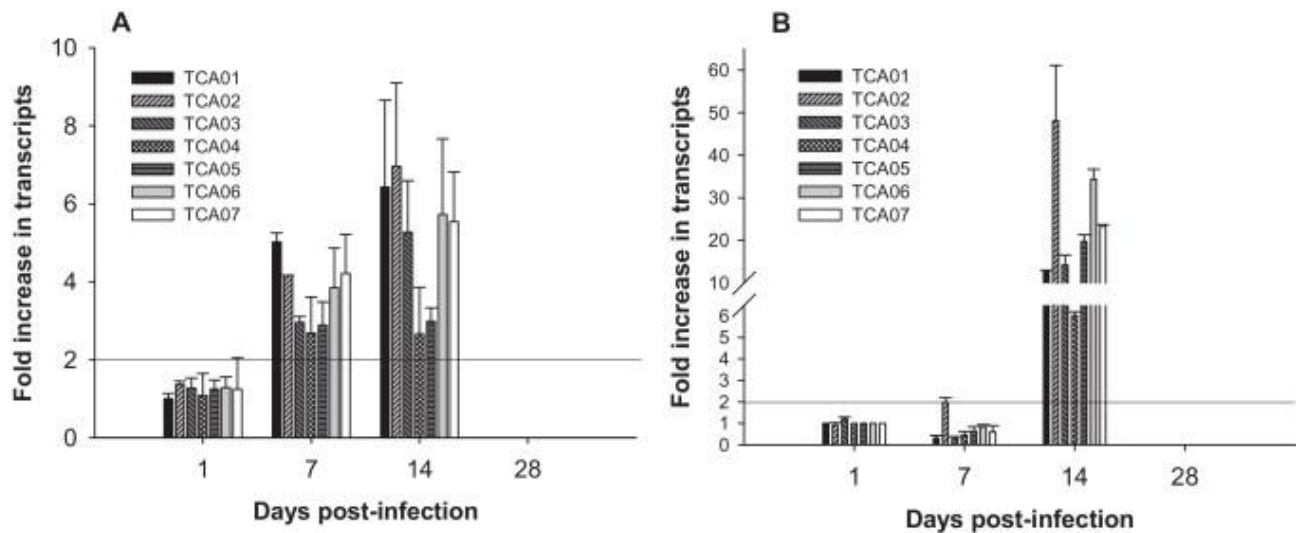 A
Fold increase in transcripts
10
8
6
4
2
0
TCA01
TCA02
TCA03
TCA04
TCA05
TCA06
TCA07
1 7 14 28
Days post-infection
B
Fold increase in transcripts
60
50
40
30
20
10
6
5
4
3
2
1
0
TCA01
TCA02
TCA03
TCA04
TCA05
TCA06
TCA07
1 7 14 28
Days post-infection